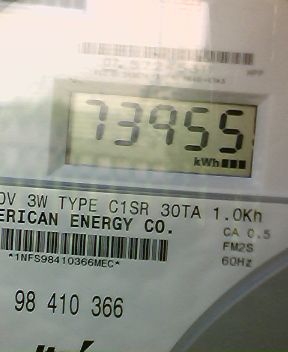 73955
kWh
0V 3W TYPE C1SR 30TA 1.0Kh
ERICAN ENERGY CO.
CA 0.5
FM2S
*1NFS98410366MEC*
60Hz
98 410 366